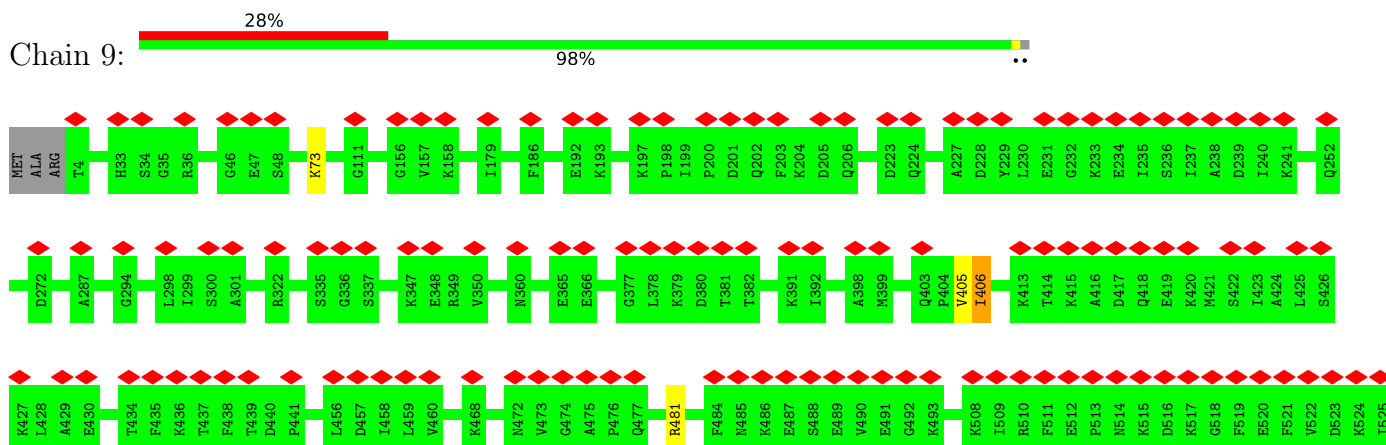 28%
Chain 9:
98%
..
MET ALA ARG T4 H33 S34 G35 R36 G46 E47 S48 K73 G111 G156 V157 K158 I179 F186 E192 K193 K197 P198 I199 P200 D201 Q202 F203 K204 D205 Q206 D223 Q224 A227 D228 Y229 L230 E231 G232 K233 E234 I235 S236 I237 A238 D239 I240 K241 Q252
D272 A287 G294 L298 I299 S300 A301 R322 S335 G336 S337 K347 E348 R349 V350 N360 E365 E366 G377 L378 K379 D380 T381 T382 K391 I392 A398 M399 Q403 P404 V405 I406 K413 T414 K415 A416 D417 Q418 E419 K420 M421 S422 I423 A424 L425 S426
K427 L428 A429 E430 T434 F435 K436 T437 F438 T439 D440 P441 L456 D457 I458 L459 V460 K468 N472 V473 G474 A475 P476 Q477 R481 F484 N485 K486 E487 S488 E489 V490 E491 G492 K493 K508 I509 R510 F511 E512 P513 N514 K515 D516 K517 G518 F519 E520 F521 V522 D523 K524 I525